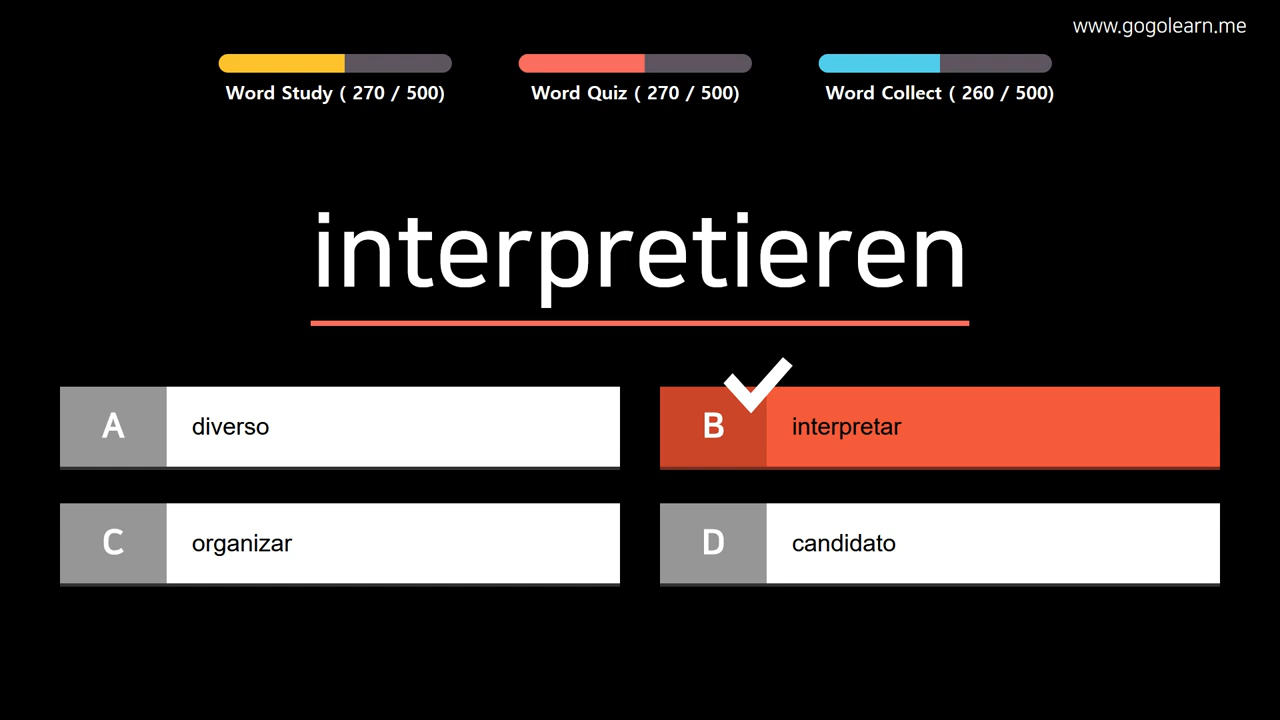 www.gogolearn.me
Word Study ( 270 / 500)
Word Quiz ( 270 / 500)
Word Collect ( 260 / 500)
interpretieren
A diverso
B interpretar
C organizar
D candidato